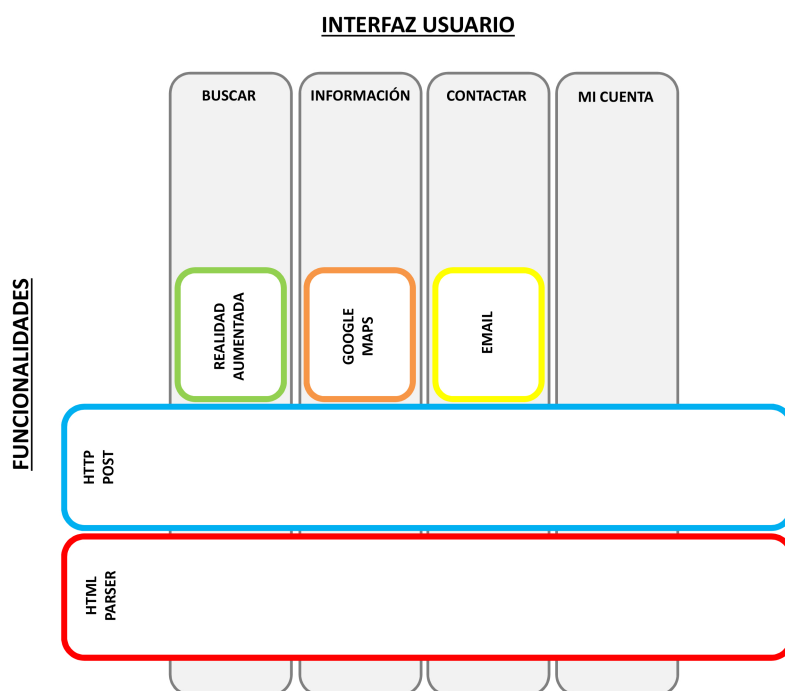 INTERFAZ USUARIO
BUSCAR
INFORMACIÓN
CONTACTAR
MI CUENTA
FUNCIONALIDADES
REALIDAD
AUMENTADA
GOOGLE
MAPS
EMAIL
HTTP
POST
HTML
PARSER